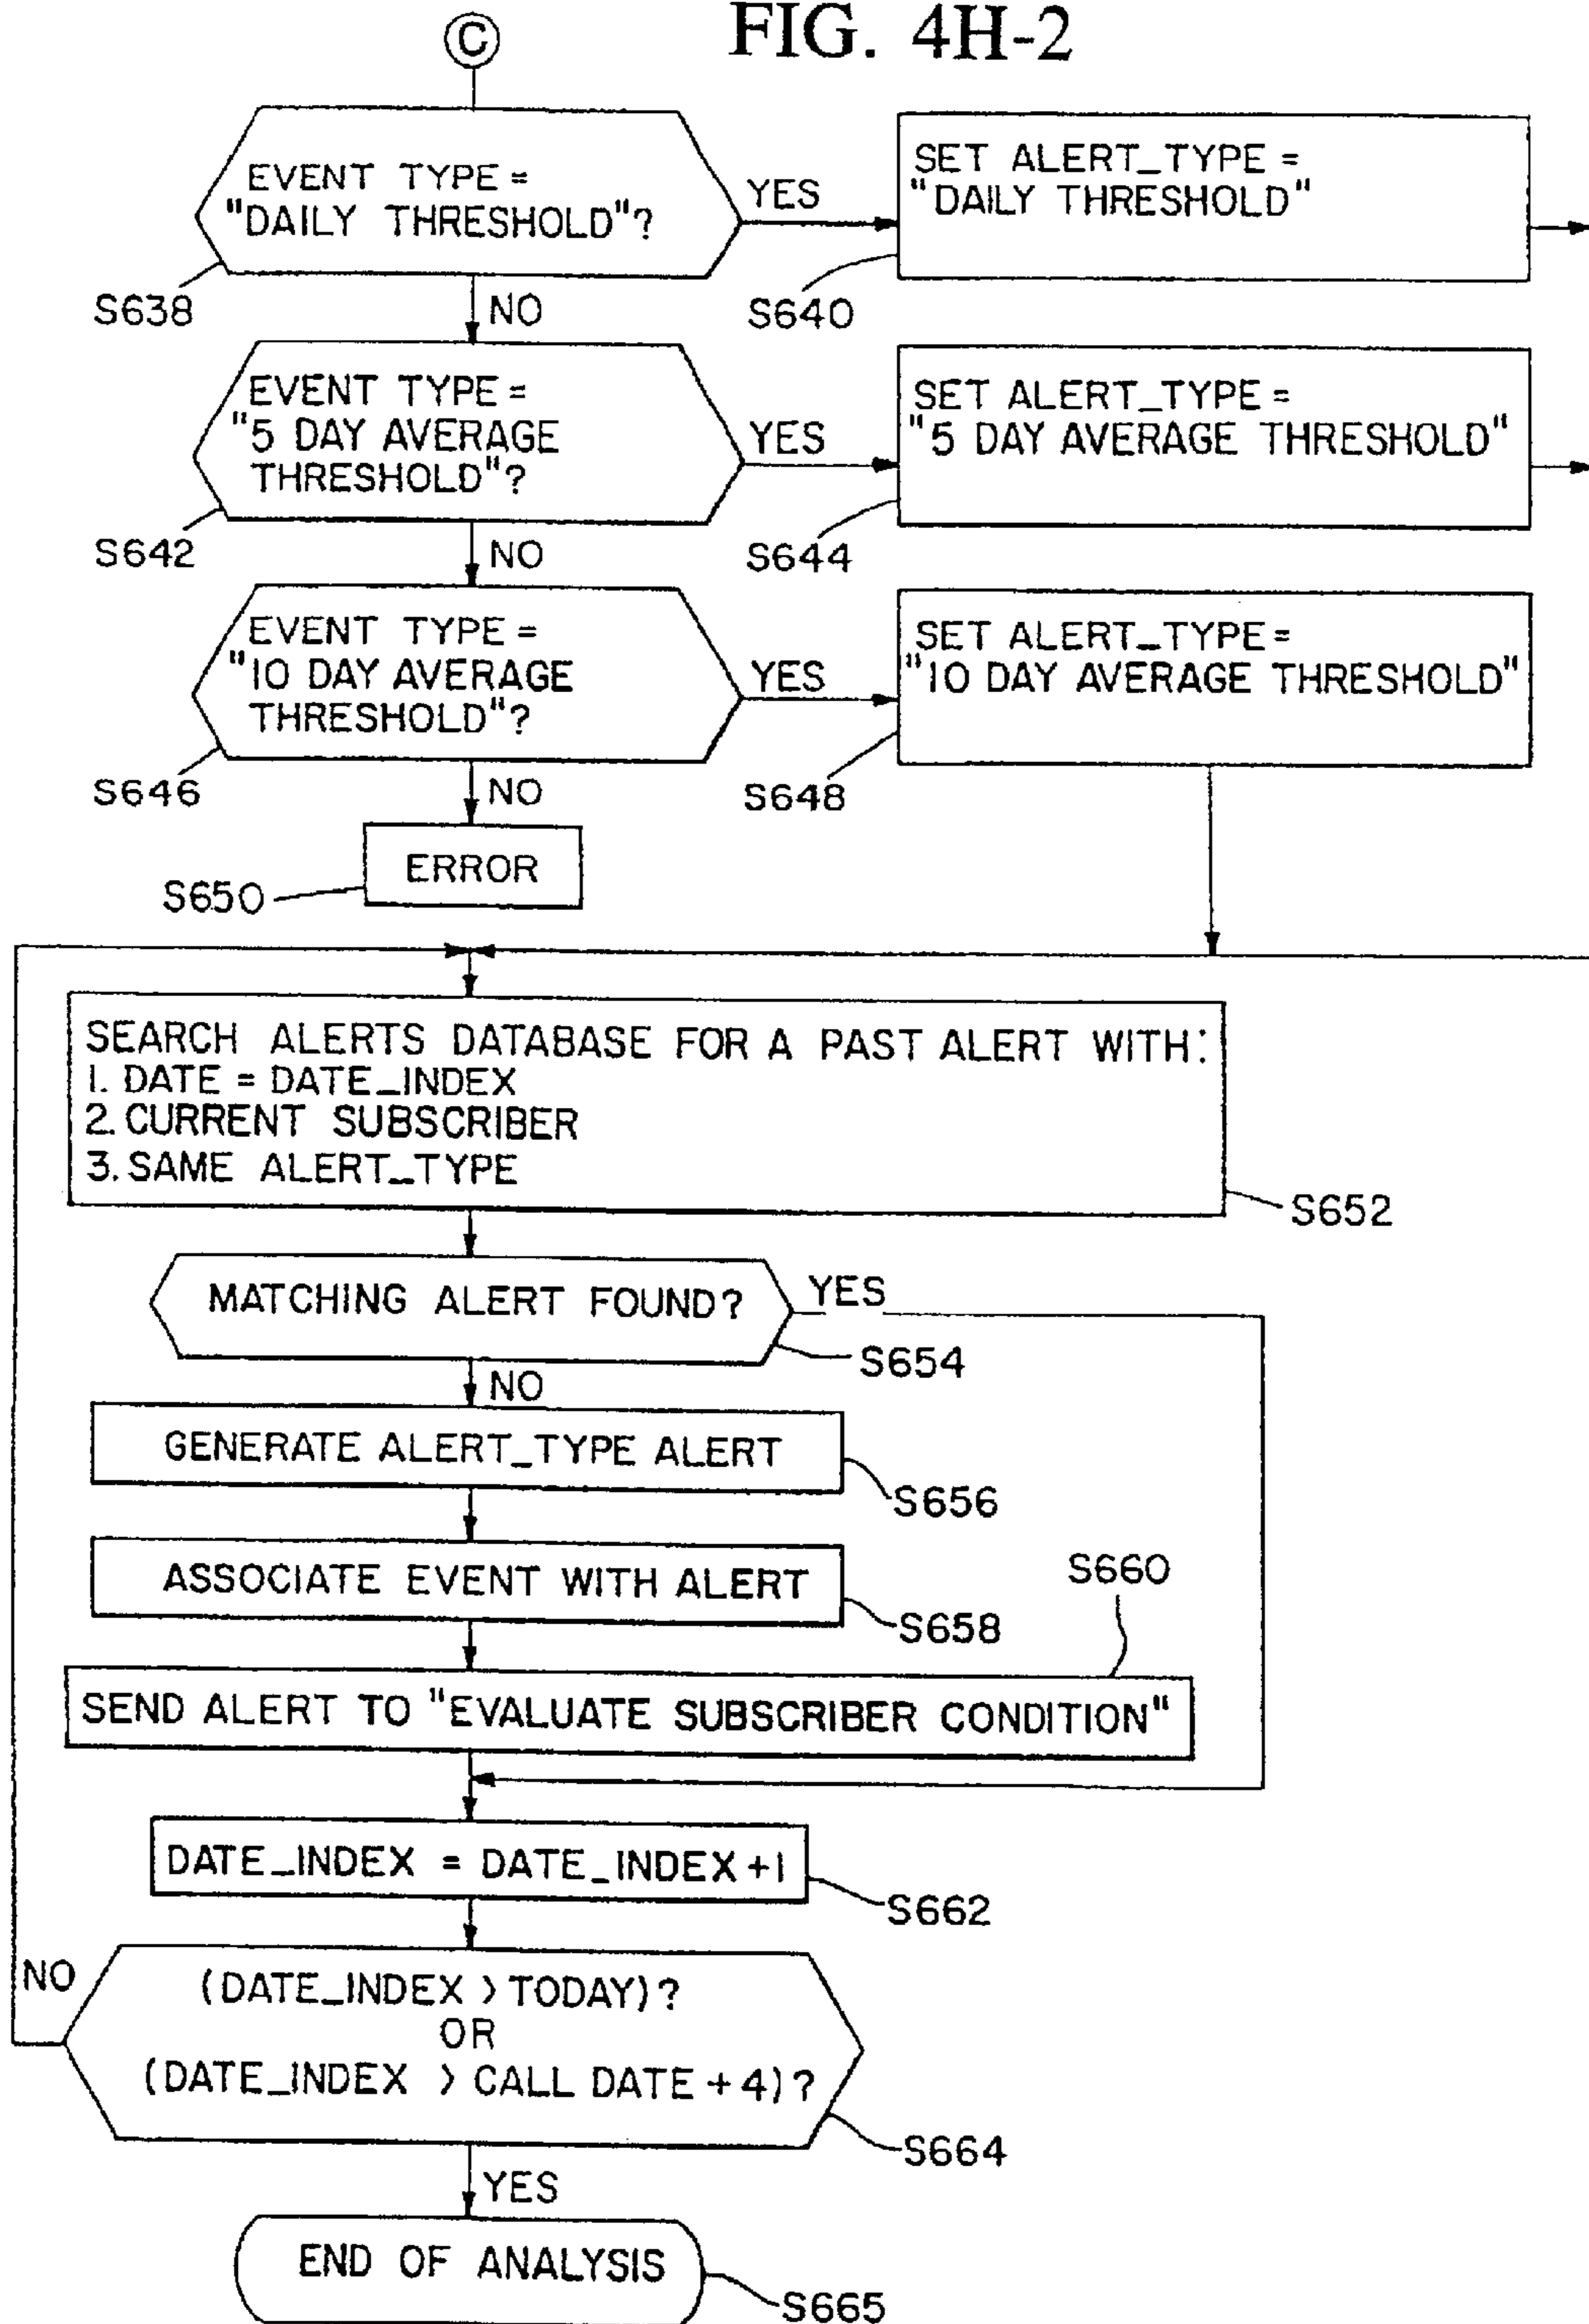 FIG. 4H-2
C
EVENT TYPE =
"DAILY THRESHOLD"?
YES
SET ALERT_TYPE =
"DAILY THRESHOLD"
S638
NO
S640
EVENT TYPE =
"5 DAY AVERAGE
THRESHOLD"?
YES
SET ALERT_TYPE =
"5 DAY AVERAGE THRESHOLD"
S642
NO
S644
EVENT TYPE =
"10 DAY AVERAGE
THRESHOLD"?
YES
SET ALERT_TYPE =
"10 DAY AVERAGE THRESHOLD"
S646
NO
S648
ERROR
S650
SEARCH ALERTS DATABASE FOR A PAST ALERT WITH:
1. DATE = DATE_INDEX
2. CURRENT SUBSCRIBER
3. SAME ALERT_TYPE
S652
MATCHING ALERT FOUND?
YES
S654
NO
GENERATE ALERT_TYPE ALERT
S656
ASSOCIATE EVENT WITH ALERT
S658
S660
SEND ALERT TO "EVALUATE SUBSCRIBER CONDITION"
DATE_INDEX = DATE_INDEX+1
S662
NO
(DATE_INDEX > TODAY)?
OR
(DATE_INDEX > CALL DATE + 4)?
S664
YES
END OF ANALYSIS
S665